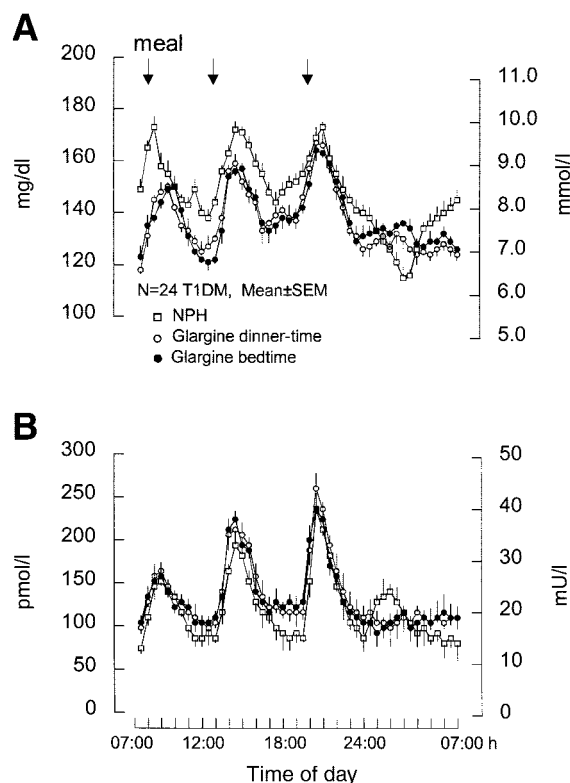 A
meal
200
180
160
140
120
100
mg/dl
11.0
10.0
9.0
8.0
7.0
6.0
5.0
mmol/l
N=24 T1DM, Mean±SEM
NPH
Glargine dinner-time
Glargine bedtime
B
300
250
200
150
100
50
0
pmol/l
50
40
30
20
10
0
mU/l
07:00 12:00 18:00 24:00 07:00 h
Time of day